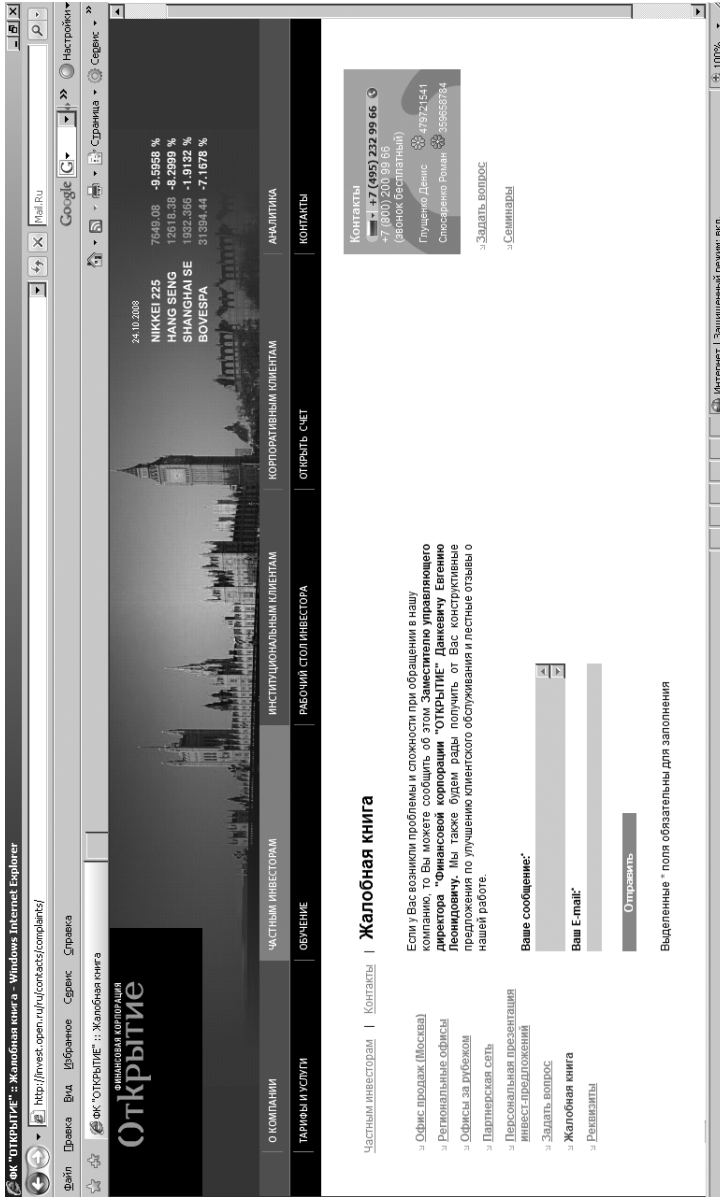 ФК "ОТКРЫТИЕ" :: Жалобная книга - Windows Internet Explorer
http://invest.open.ru/ru/contacts/complaints/
Mail.Ru
Файл Правка Вид Избранное Сервис Справка
Google G
Настройки
ФК "ОТКРЫТИЕ" :: Жалобная книга
Страница Сервис
ФИНАНСОВАЯ КОРПОРАЦИЯ
Открытие
24.10.2008
NIKKEI 225 7649.08 -9.5958 %
HANG SENG 12618.38 -8.2999 %
SHANGHAI SE 1932.366 -1.9132 %
BOVESPA 31394.44 -7.1678 %
О КОМПАНИИ ЧАСТНЫМ ИНВЕСТОРАМ ИНСТИТУЦИОНАЛЬНЫМ КЛИЕНТАМ КОРПОРАТИВНЫМ КЛИЕНТАМ АНАЛИТИКА
ТАРИФЫ И УСЛУГИ ОБУЧЕНИЕ РАБОЧИЙ СТОЛ ИНВЕСТОРА ОТКРЫТЬ СЧЕТ КОНТАКТЫ
Частным инвесторам | Контакты | Жалобная книга
Офис продаж (Москва)
Региональные офисы
Офисы за рубежом
Партнерская сеть
Персональная презентация
инвест-предложений
Задать вопрос
Жалобная книга
Реквизиты
Если у Вас возникли проблемы и сложности при обращении в нашу
компанию, то Вы можете сообщить об этом Заместителю управляющего
директора "Финансовой корпорации "ОТКРЫТИЕ" Данкевичу Евгению
Леонидовичу. Мы также будем рады получить от Вас конструктивные
предложения по улучшению клиентского обслуживания и лестные отзывы о
нашей работе.
Ваше сообщение:*
Ваш E-mail:*
Отправить
Выделенные * поля обязательны для заполнения
Контакты
+7 (495) 232 99 66
+7 (800) 200 99 66
(звонок бесплатный)
Глущенко Денис 479721541
Слюсаренко Роман 359658784
Задать вопрос
Семинары
Интернет | Защищенный режим: вкл.
100%